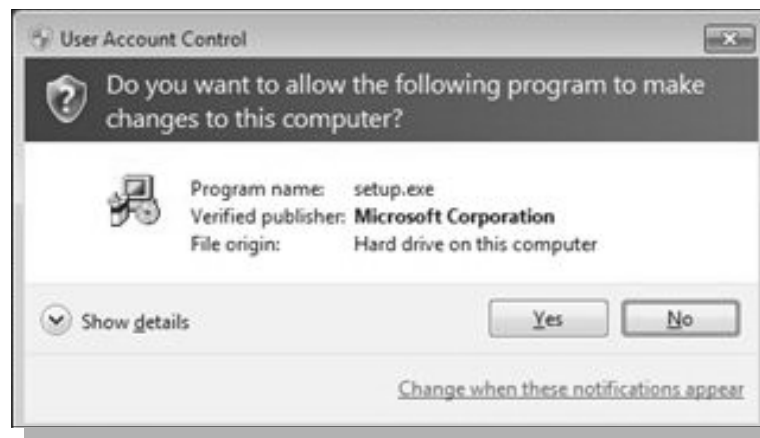 User Account Control
Do you want to allow the following program to make
changes to this computer?
Program name: setup.exe
Verified publisher: Microsoft Corporation
File origin: Hard drive on this computer
Show details
Yes
No
Change when these notifications appear